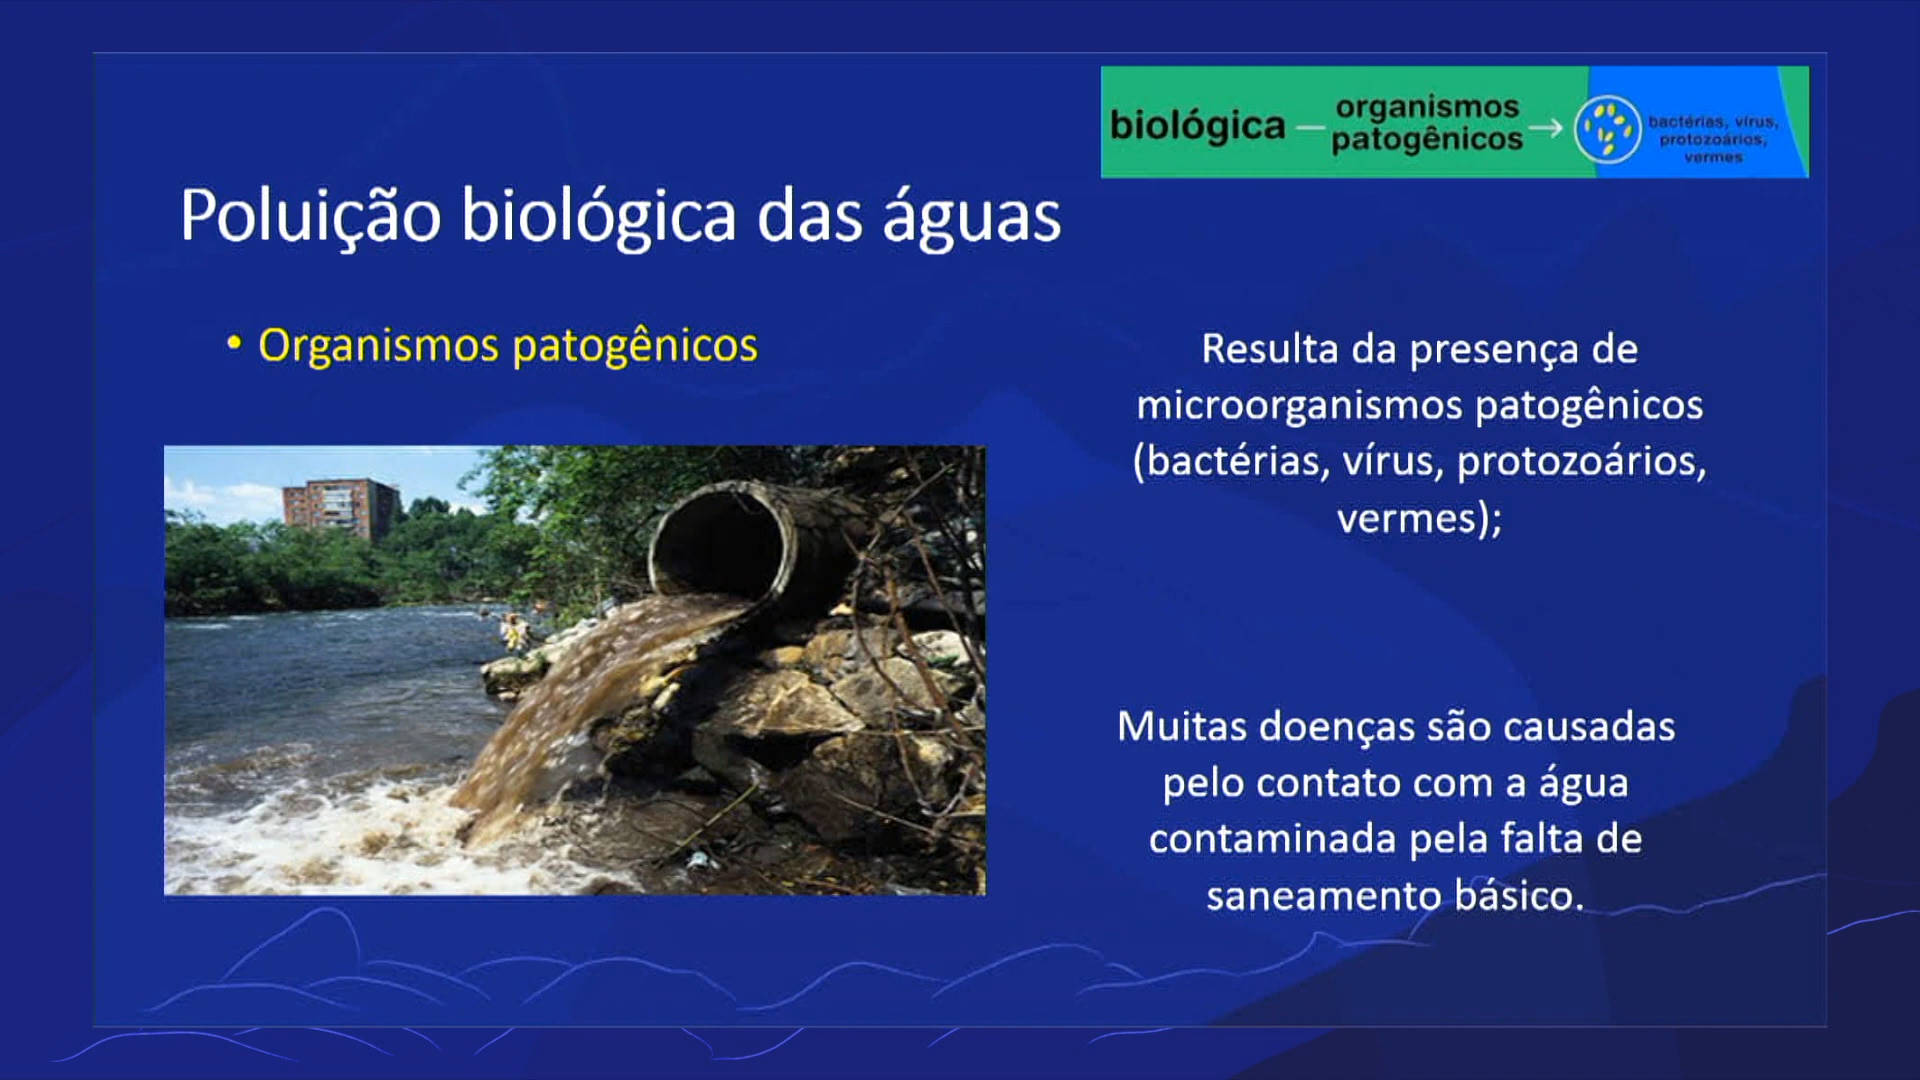 biológica — organismos patogênicos → bactérias, vírus,
protozoários,
vermes
Poluição biológica das águas
• Organismos patogênicos
Resulta da presença de
microorganismos patogênicos
(bactérias, vírus, protozoários,
vermes);
Muitas doenças são causadas
pelo contato com a água
contaminada pela falta de
saneamento básico.